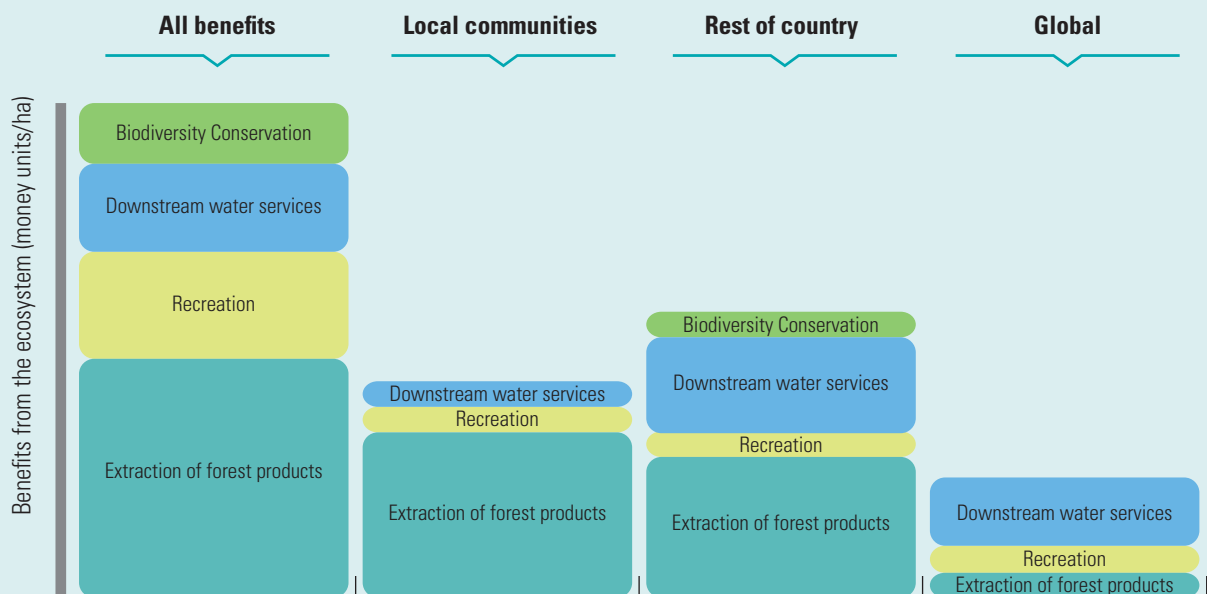 All benefits
Local communities
Rest of country
Global
Benefits from the ecosystem (money units/ha)
Biodiversity Conservation
Downstream water services
Recreation
Extraction of forest products
Downstream water services
Recreation
Extraction of forest products
Biodiversity Conservation
Downstream water services
Recreation
Extraction of forest products
Downstream water services
Recreation
Extraction of forest products